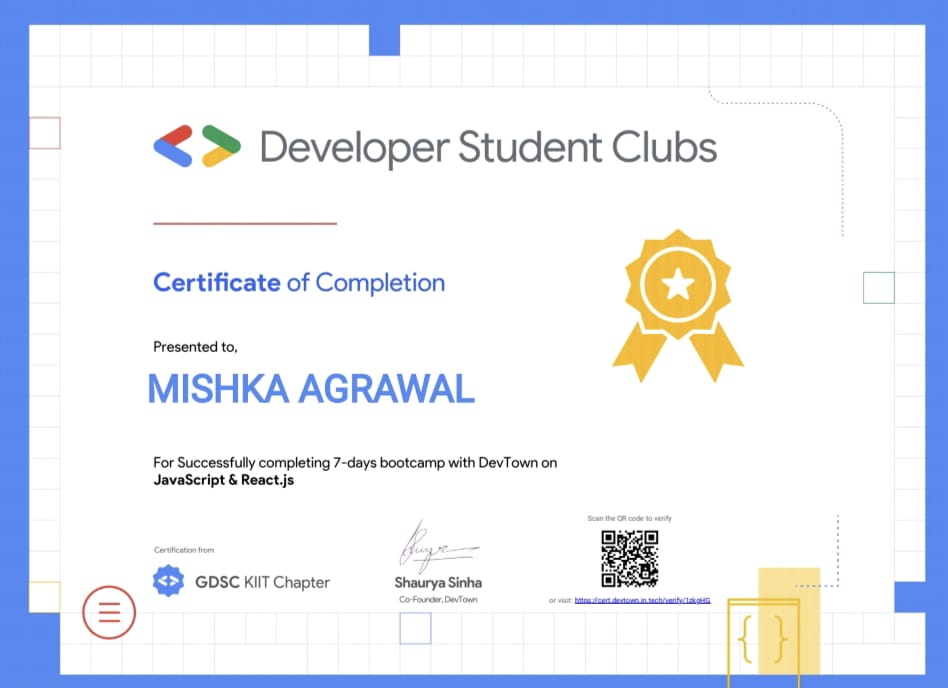 Developer Student Clubs
Certificate of Completion
Presented to,
MISHKA AGRAWAL
For Successfully completing 7-days bootcamp with DevTown on
JavaScript & React.js
Certification from
GDSC KIIT Chapter
Shaurya Sinha
Co-Founder, DevTown
Scan the QR code to verify
or visit: https://cert.devtown.in.tech/verify/1zkgHG
{ }